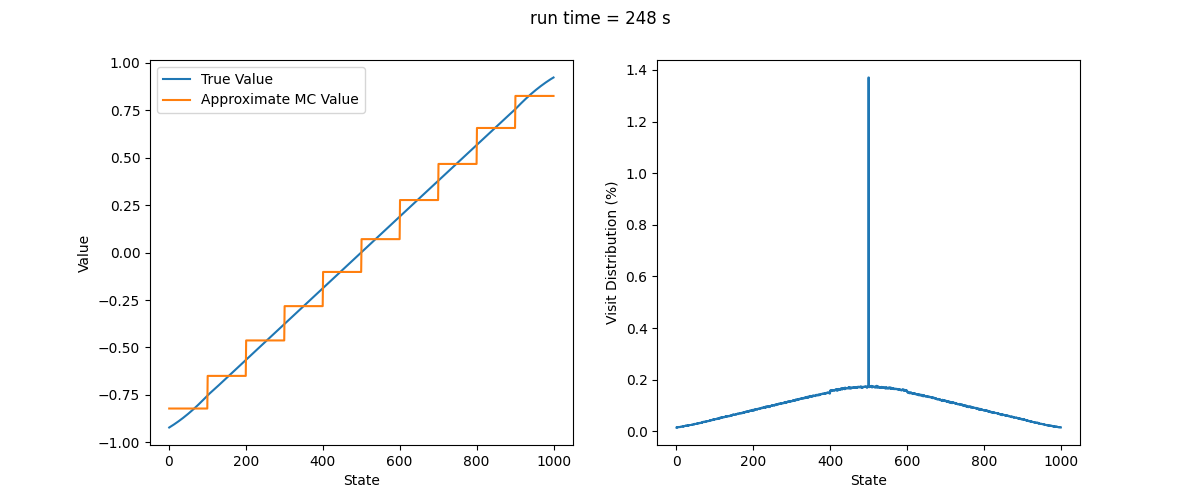 run time = 248 s
True Value
Approximate MC Value
1.00
0.75
0.50
0.25
0.00
−0.25
−0.50
−0.75
−1.00
Value
0 200 400 600 800 1000
State
1.4
1.2
1.0
0.8
0.6
0.4
0.2
0.0
Visit Distribution (%)
0 200 400 600 800 1000
State